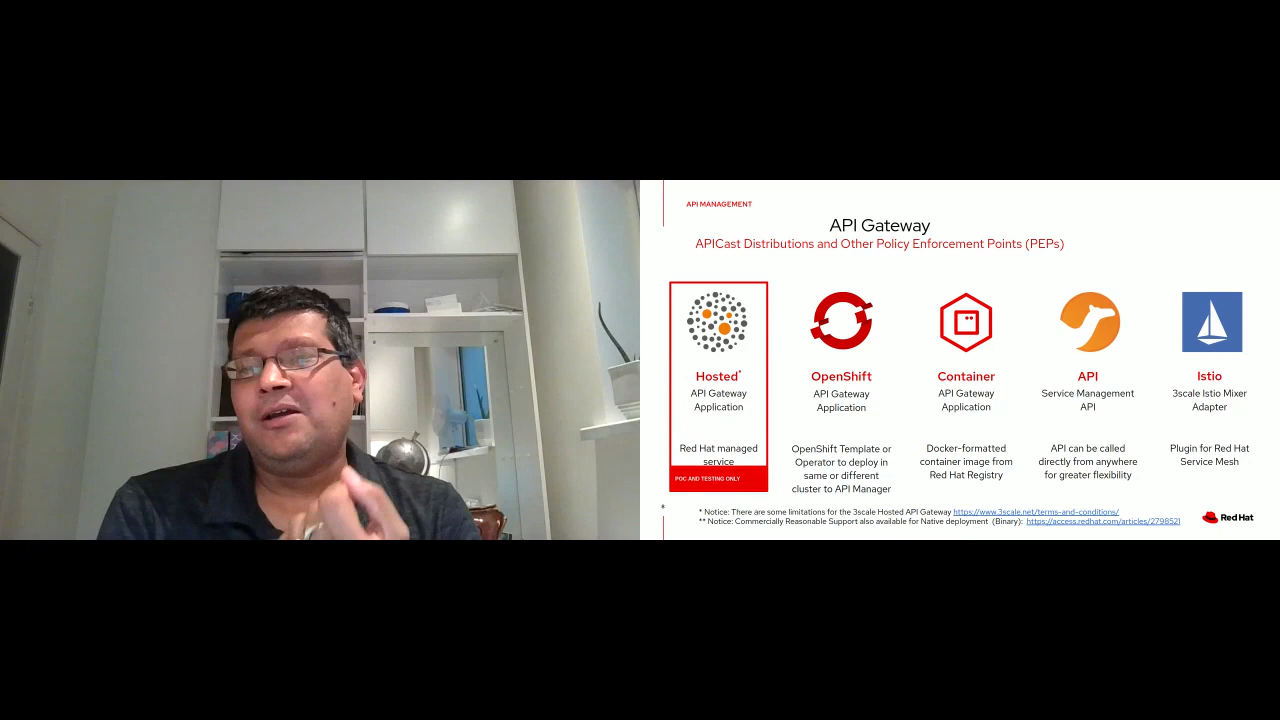 API MANAGEMENT
API Gateway
APICast Distributions and Other Policy Enforcement Points (PEPs)
Hosted*
API Gateway
Application
Red Hat managed
service
POC AND TESTING ONLY
OpenShift
API Gateway
Application
OpenShift Template or
Operator to deploy in
same or different
cluster to API Manager
Container
API Gateway
Application
Docker-formatted
container image from
Red Hat Registry
API
Service Management
API
API can be called
directly from anywhere
for greater flexibility
Istio
3scale Istio Mixer
Adapter
Plugin for Red Hat
Service Mesh
*
* Notice: There are some limitations for the 3scale Hosted API Gateway https://www.3scale.net/terms-and-conditions/
** Notice: Commercially Reasonable Support also available for Native deployment (Binary): https://access.redhat.com/articles/2798521
Red Hat